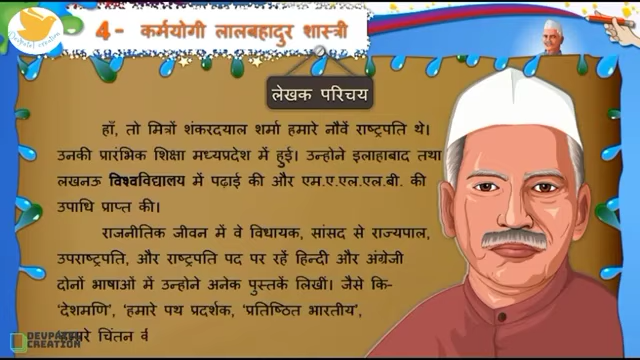 4- कर्मयोगी लालबहादुर शास्त्री
लेखक परिचय
हाँ, तो मित्रों शंकरदयाल शर्मा हमारे नौवें राष्ट्रपति थे।
उनकी प्रारंभिक शिक्षा मध्यप्रदेश में हुई। उन्होने इलाहाबाद तथा
लखनऊ विश्वविद्यालय में पढ़ाई की और एम.ए.एल.एल.बी. की
उपाधि प्राप्त की।
राजनीतिक जीवन में वे विधायक, सांसद से राज्यपाल,
उपराष्ट्रपति, और राष्ट्रपति पद पर रहें हिन्दी और अंग्रेजी
दोनों भाषाओं में उन्होने अनेक पुस्तकें लिखीं। जैसे कि-
'देशमणि', 'हमारे पथ प्रदर्शक, 'प्रतिष्ठित भारतीय',
चिंतन
CREATION